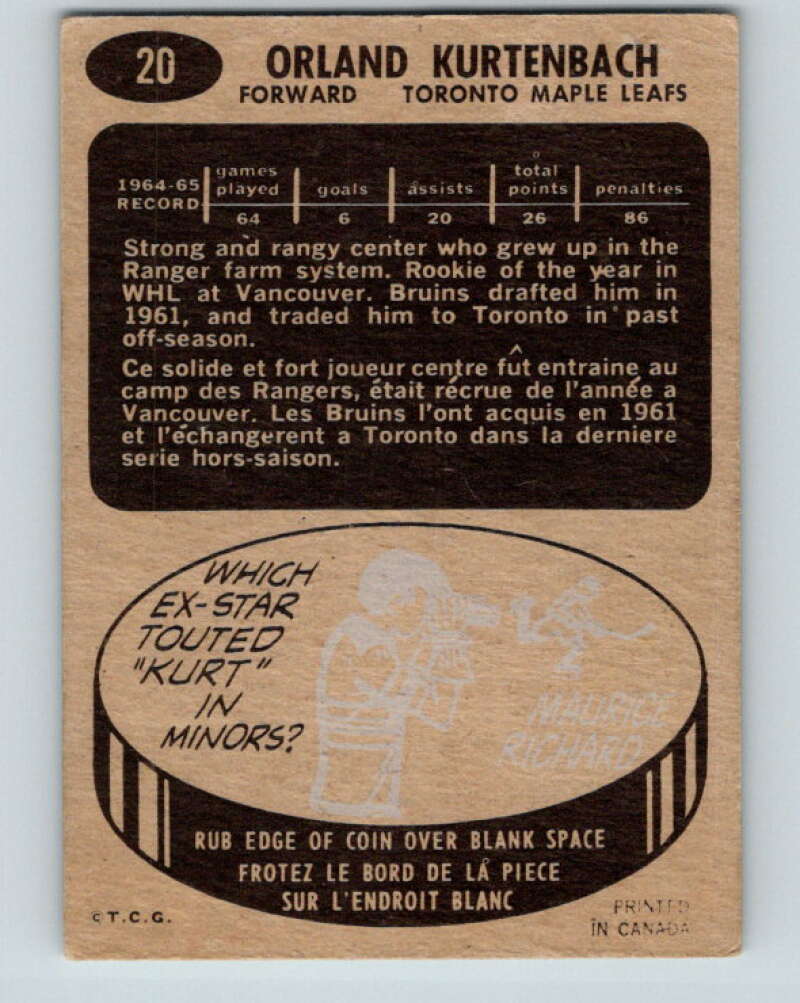 20
ORLAND KURTENBACH
FORWARD TORONTO MAPLE LEAFS
1964-65 RECORD
games played goals assists total points penalties
64 6 20 26 86
Strong and rangy center who grew up in the
Ranger farm system. Rookie of the year in
WHL at Vancouver. Bruins drafted him in
1961, and traded him to Toronto in past
off-season.
Ce solide et fort joueur centre fût entraine au
camp des Rangers, était récrue de l'année a
Vancouver. Les Bruins l'ont acquis en 1961
et l'échangerent a Toronto dans la derniere
serie hors-saison.
WHICH
EX-STAR
TOUTED
"KURT"
IN
MINORS?
MAURICE
RICHARD
RUB EDGE OF COIN OVER BLANK SPACE
FROTEZ LE BORD DE LÀ PIECE
SUR L'ENDROIT BLANC
©T.C.G.
PRINTED
IN CANADA